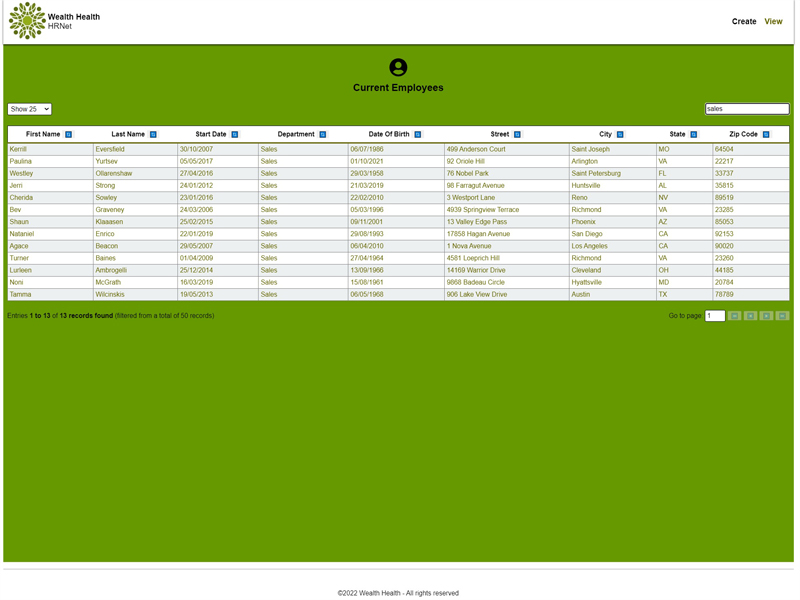 Wealth Health
HRNet
Create View
Current Employees
Show 25
sales
First Name Last Name Start Date Department Date Of Birth Street City State Zip Code
Kerrill Eversfield 30/10/2007 Sales 06/07/1986 499 Anderson Court Saint Joseph MO 64504
Paulina Yurtsev 05/05/2017 Sales 01/10/2021 92 Oriole Hill Arlington VA 22217
Westley Ollarenshaw 27/04/2016 Sales 29/03/1958 76 Nobel Park Saint Petersburg FL 33737
Jerri Strong 24/01/2012 Sales 21/03/2019 98 Farragut Avenue Huntsville AL 35815
Cherida Sowley 23/01/2016 Sales 22/02/2010 3 Westport Lane Reno NV 89519
Bev Graveney 24/03/2006 Sales 05/03/1996 4939 Springview Terrace Richmond VA 23285
Shaun Klaaasen 25/02/2015 Sales 09/11/2001 13 Valley Edge Pass Phoenix AZ 85053
Nataniel Enrico 22/01/2019 Sales 29/08/1993 17858 Hagan Avenue San Diego CA 92153
Agace Beacon 29/05/2007 Sales 06/04/2010 1 Nova Avenue Los Angeles CA 90020
Turner Baines 01/04/2009 Sales 27/04/1964 4581 Loeprich Hill Richmond VA 23260
Lurleen Ambrogelli 25/12/2014 Sales 13/09/1966 14169 Warrior Drive Cleveland OH 44185
Noni McGrath 16/03/2019 Sales 15/08/1961 9868 Badeau Circle Hyattsville MD 20784
Tamma Wilcinskis 19/05/2013 Sales 06/05/1968 906 Lake View Drive Austin TX 78789
Entries 1 to 13 of 13 records found (filtered from a total of 50 records)
Go to page: 1
©2022 Wealth Health - All rights reserved